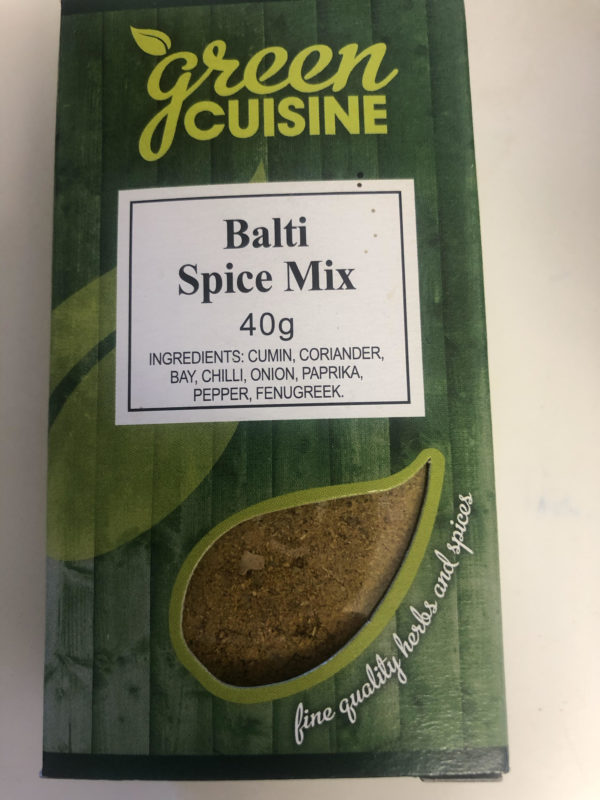 green
CUISINE
Balti
Spice Mix
40g
INGREDIENTS: CUMIN, CORIANDER,
BAY, CHILLI, ONION, PAPRIKA,
PEPPER, FENUGREEK.
fine quality herbs and spices